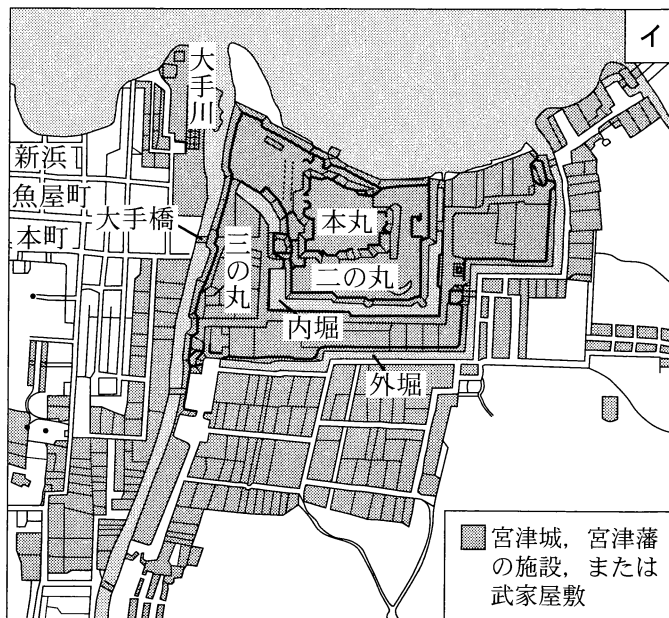 イ
大手川
新浜
魚屋町
本町
大手橋
三の丸
本丸
二の丸
内堀
外堀
宮津城，宮津藩
の施設，または
武家屋敷